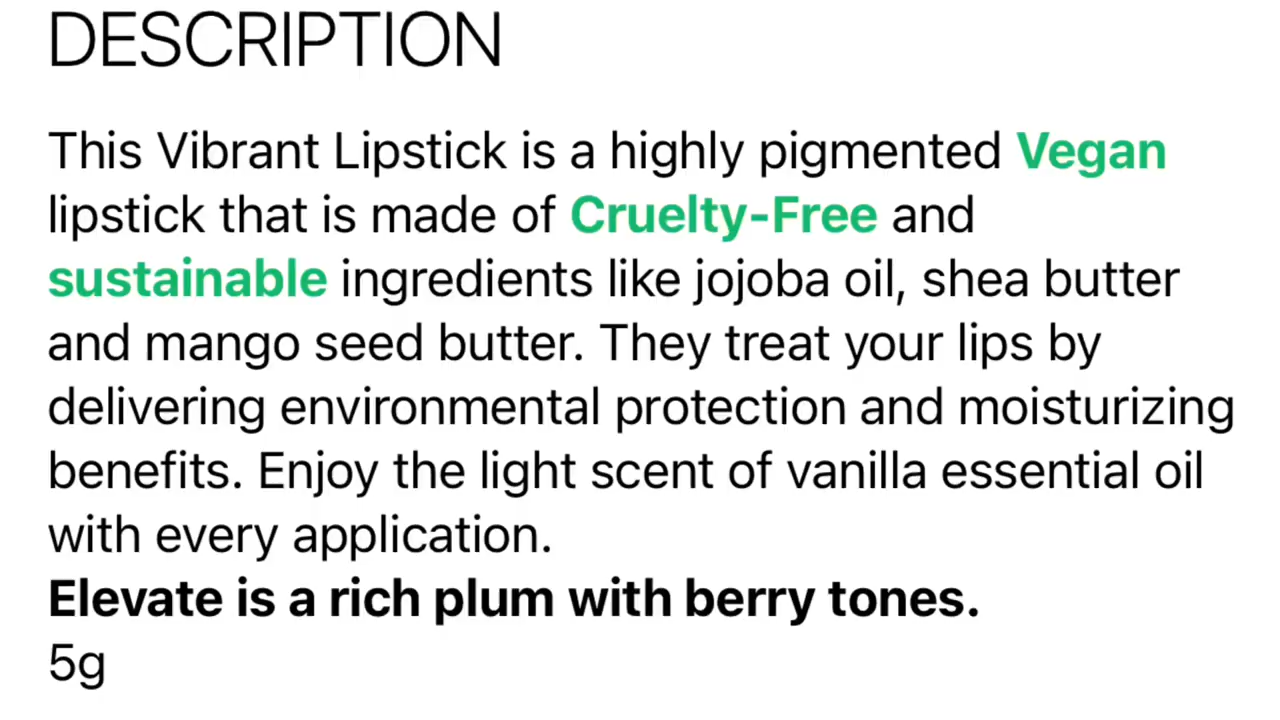 DESCRIPTION
This Vibrant Lipstick is a highly pigmented Vegan
lipstick that is made of Cruelty-Free and
sustainable ingredients like jojoba oil, shea butter
and mango seed butter. They treat your lips by
delivering environmental protection and moisturizing
benefits. Enjoy the light scent of vanilla essential oil
with every application.
Elevate is a rich plum with berry tones.
5g